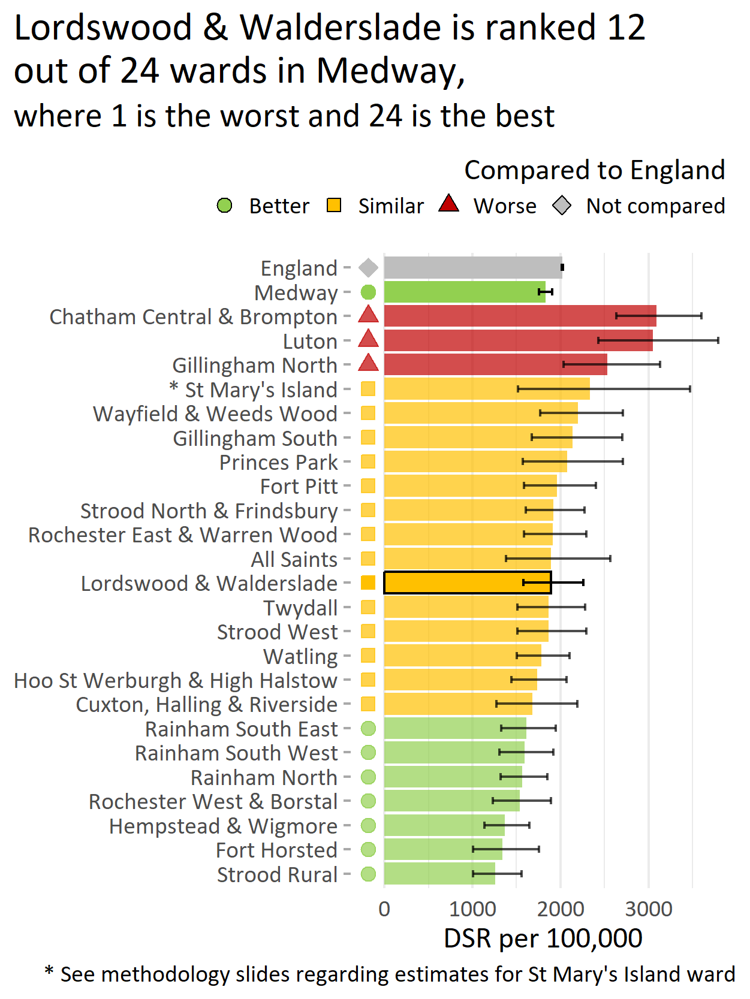 Lordswood & Walderslade is ranked 12
out of 24 wards in Medway,
where 1 is the worst and 24 is the best
Compared to England
Better Similar Worse Not compared
England
Medway
Chatham Central & Brompton
Luton
Gillingham North
* St Mary's Island
Wayfield & Weeds Wood
Gillingham South
Princes Park
Fort Pitt
Strood North & Frindsbury
Rochester East & Warren Wood
All Saints
Lordswood & Walderslade
Twydall
Strood West
Watling
Hoo St Werburgh & High Halstow
Cuxton, Halling & Riverside
Rainham South East
Rainham South West
Rainham North
Rochester West & Borstal
Hempstead & Wigmore
Fort Horsted
Strood Rural
0 1000 2000 3000
DSR per 100,000
* See methodology slides regarding estimates for St Mary's Island ward